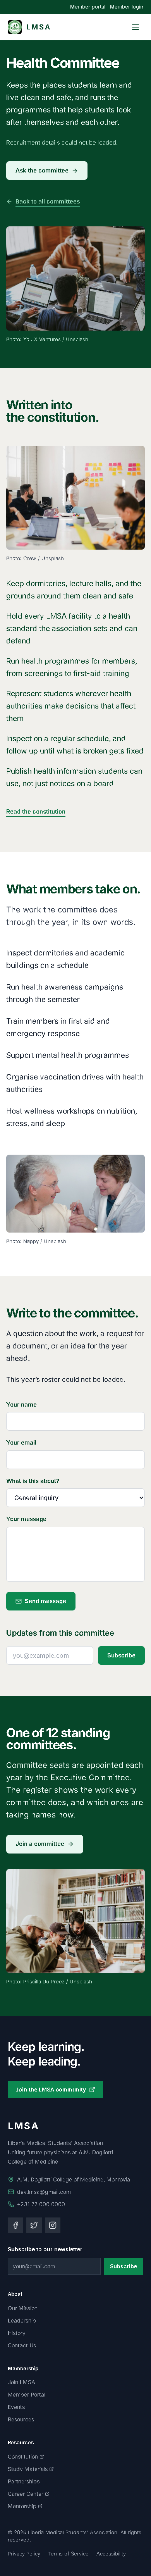 Member portal Member login
LMSA
Health Committee
Keeps the places students learn and
live clean and safe, and runs the
programmes that help students look
after themselves and each other.
Recruitment details could not be loaded.
Ask the committee →
← Back to all committees
Photo: You X Ventures / Unsplash
Written into
the constitution.
Photo: Crew / Unsplash
Keep dormitories, lecture halls, and the
grounds around them clean and safe
Hold every LMSA facility to a health
standard the association sets and can
defend
Run health programmes for members,
from screenings to first-aid training
Represent students wherever health
authorities make decisions that affect
them
Inspect on a regular schedule, and
follow up until what is broken gets fixed
Publish health information students can
use, not just notices on a board
Read the constitution
What members take on.
The work the committee does
through the year, in its own words.
Inspect dormitories and academic
buildings on a schedule
Run health awareness campaigns
through the semester
Train members in first aid and
emergency response
Support mental health programmes
Organise vaccination drives with health
authorities
Host wellness workshops on nutrition,
stress, and sleep
Photo: Nappy / Unsplash
Write to the committee.
A question about the work, a request for
a document, or an idea for the year
ahead.
This year's roster could not be loaded.
Your name
Your email
What is this about?
General inquiry
Your message
Send message
Updates from this committee
you@example.com
Subscribe
One of 12 standing
committees.
Committee seats are appointed each
year by the Executive Committee.
The register shows every committee,
what each one does, and which ones are
taking names now.
Join a committee →
Photo: Priscilla Du Preez / Unsplash
Keep learning.
Keep leading.
Join the LMSA community
LMSA
Liberia Medical Students' Association
Uniting future physicians at A.M. Dogliotti
College of Medicine
A.M. Dogliotti College of Medicine, Monrovia
dev.lmsa@gmail.com
+231 77 000 0000
Subscribe to our newsletter
your@email.com
Subscribe
About
Our Mission
Leadership
History
Contact Us
Membership
Join LMSA
Member Portal
Events
Resources
Resources
Constitution
Study Materials
Partnerships
Career Center
Mentorship
© 2026 Liberia Medical Students' Association. All rights
reserved.
Privacy Policy Terms of Service Accessibility